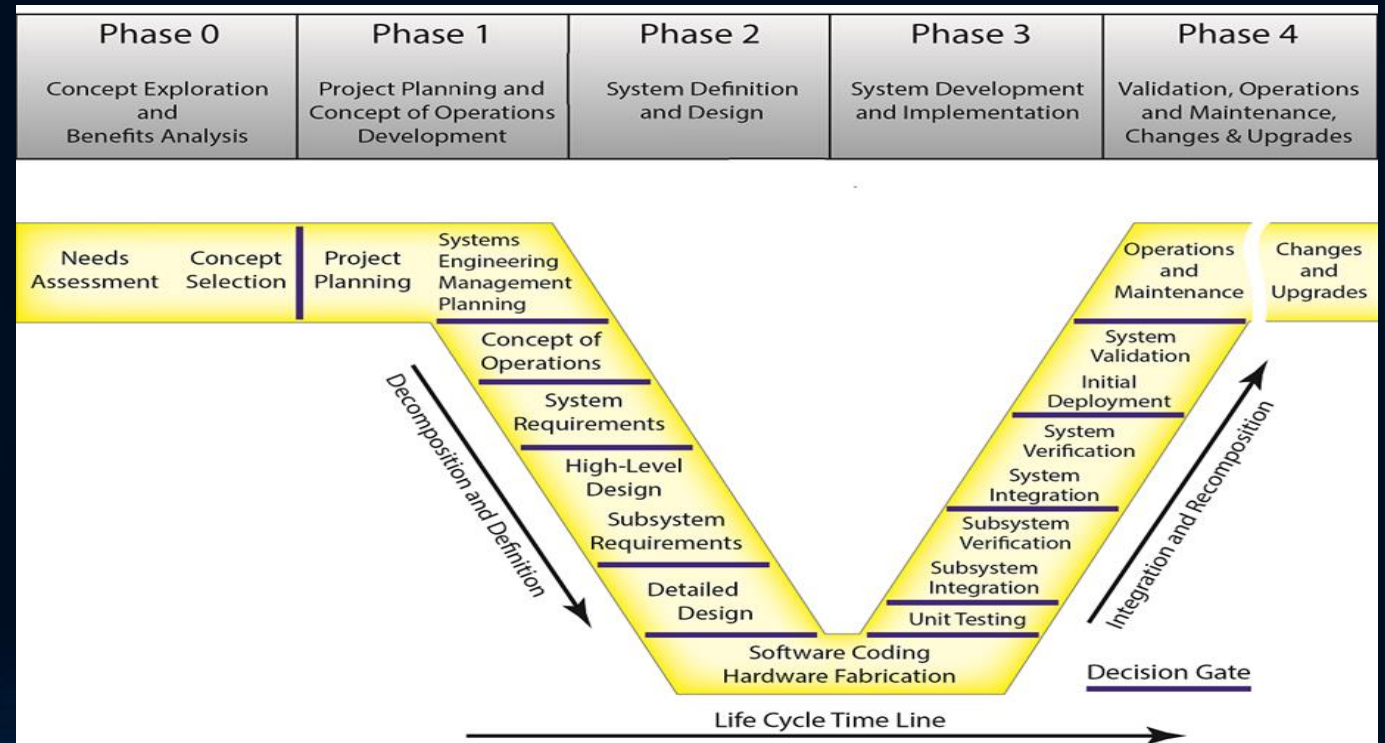 Phase 0
Concept Exploration
and
Benefits Analysis
Phase 1
Project Planning and
Concept of Operations
Development
Phase 2
System Definition
and Design
Phase 3
System Development
and Implementation
Phase 4
Validation, Operations
and Maintenance,
Changes & Upgrades
Needs
Assessment
Concept
Selection
Project
Planning
Systems
Engineering
Management
Planning
Concept of
Operations
System
Requirements
High-Level
Design
Subsystem
Requirements
Detailed
Design
Decomposition and Definition
Software Coding
Hardware Fabrication
Unit Testing
Subsystem
Integration
Subsystem
Verification
System
Integration
System
Verification
Initial
Deployment
System
Validation
Operations
and
Maintenance
Changes
and
Upgrades
Integration and Recomposition
Decision Gate
Life Cycle Time Line